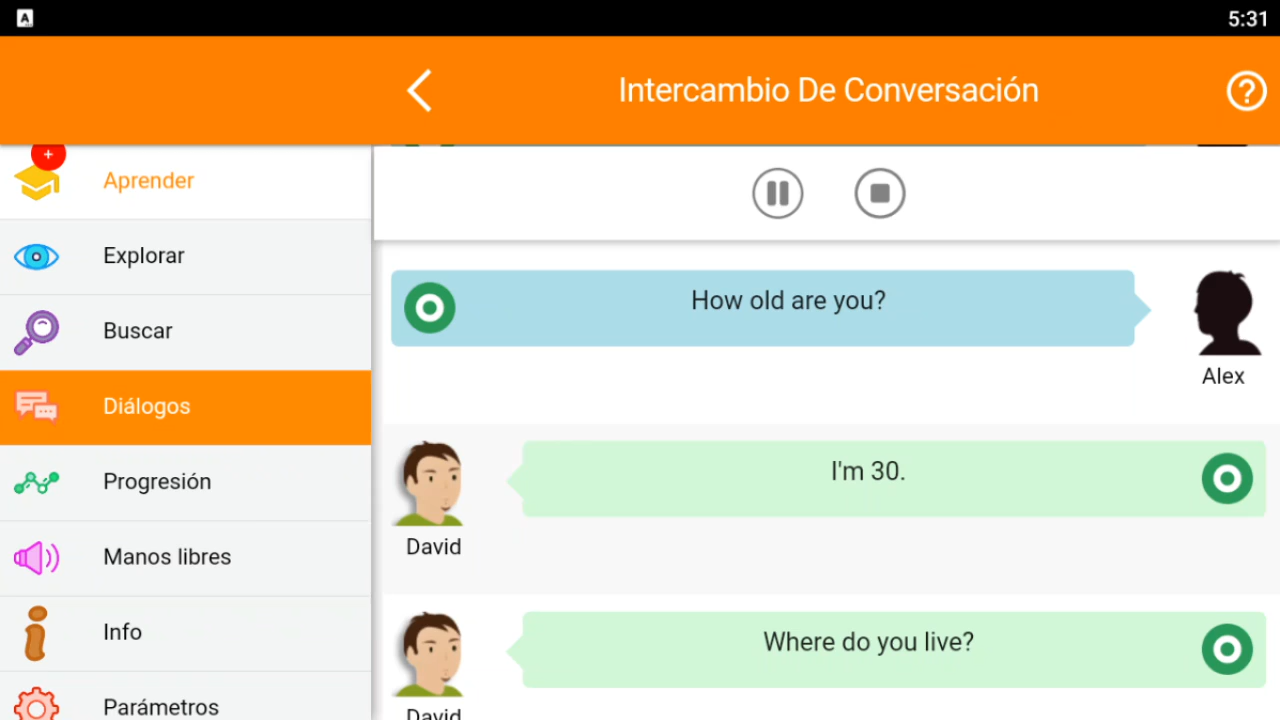 5:31
Intercambio De Conversación
Aprender
Explorar
Buscar
Diálogos
Progresión
Manos libres
Info
Parámetros
How old are you?
Alex
I'm 30.
David
Where do you live?
David